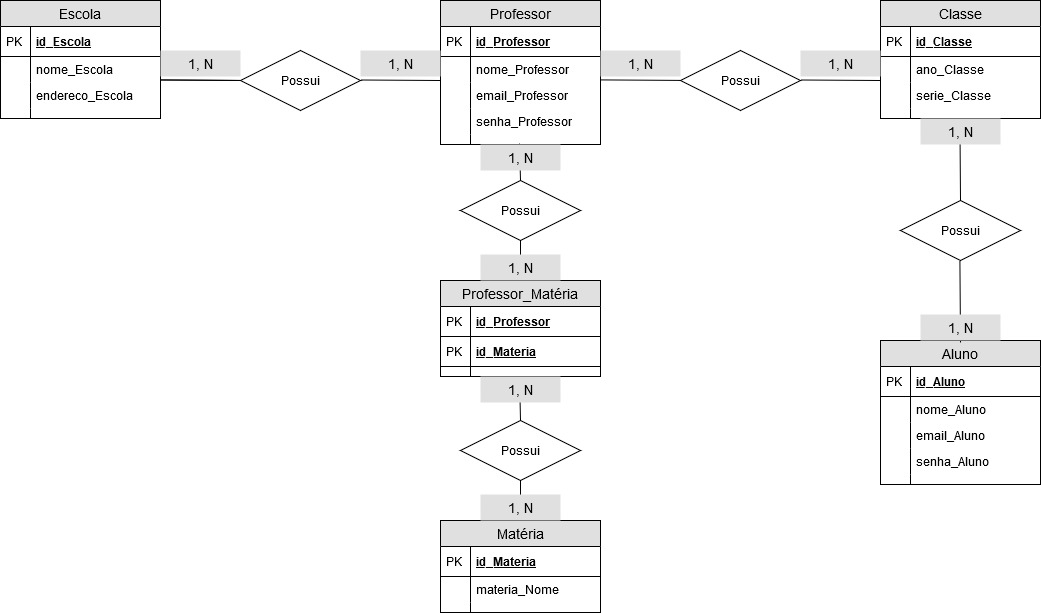 Escola
PK id_Escola
nome_Escola
endereco_Escola
1, N
Possui
1, N
Professor
PK id_Professor
nome_Professor
email_Professor
senha_Professor
1, N
Possui
1, N
Classe
PK id_Classe
ano_Classe
serie_Classe
1, N
Possui
1, N
Professor_Matéria
PK id_Professor
PK id_Materia
1, N
Possui
1, N
Matéria
PK id_Materia
materia_Nome
1, N
Possui
1, N
Aluno
PK id_Aluno
nome_Aluno
email_Aluno
senha_Aluno